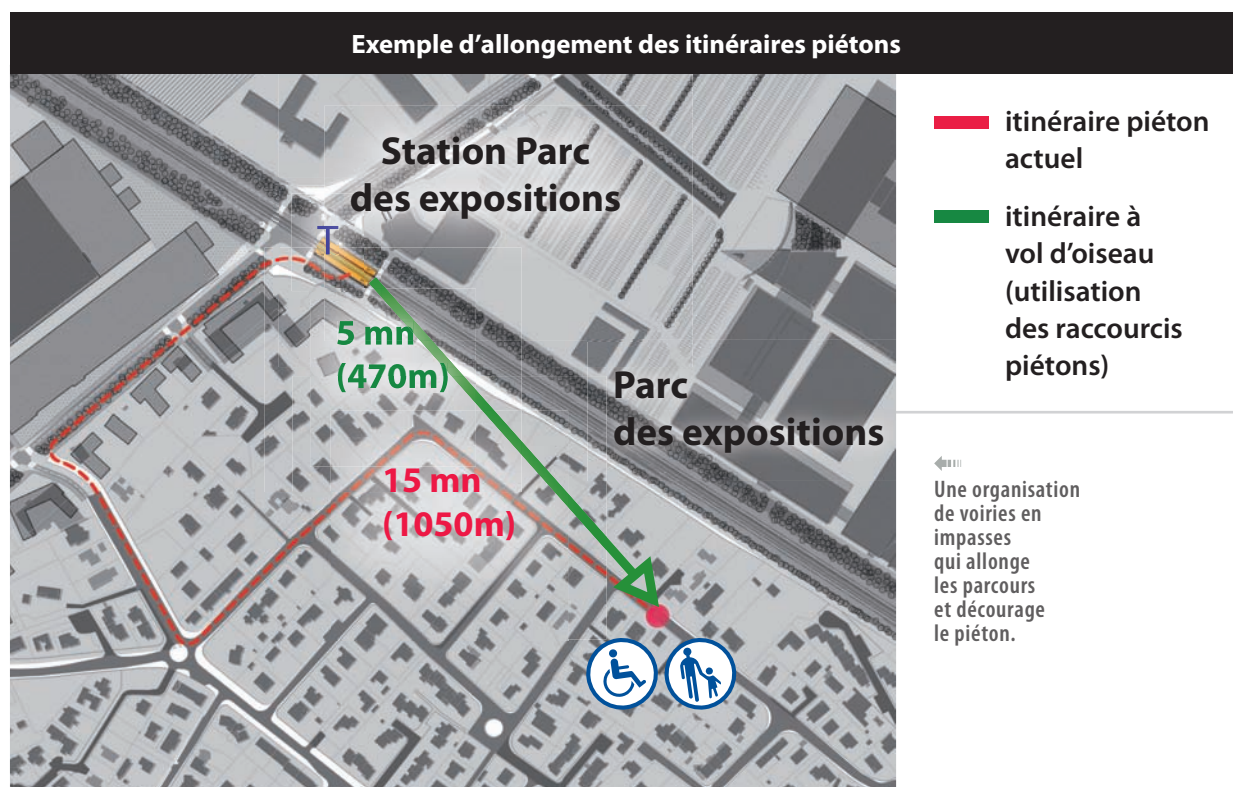 Exemple d'allongement des itinéraires piétons
Station Parc
des expositions
T
5 mn
(470m)
Parc
des expositions
15 mn
(1050m)
itinéraire piéton
actuel
itinéraire à
vol d'oiseau
(utilisation
des raccourcis
piétons)
Une organisation
de voiries en
impasses
qui allonge
les parcours
et décourage
le piéton.